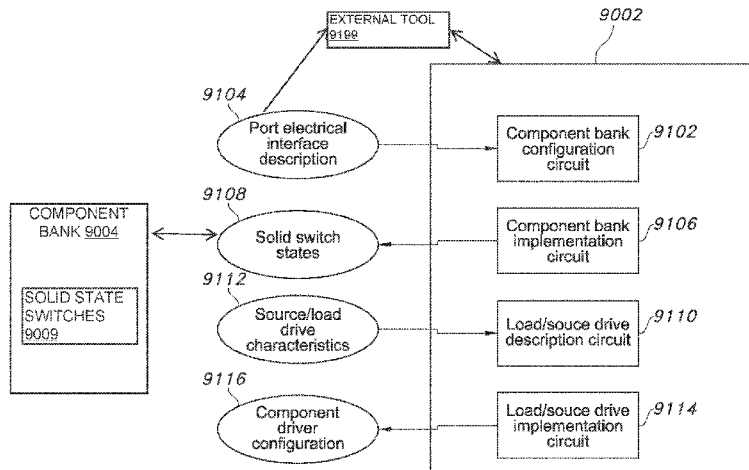 EXTERNAL TOOL
9199
9002
9104
Port electrical
interface
description
Component bank
configuration
circuit
9102
9108
COMPONENT
BANK 9004
Solid switch
states
Component bank
implementation
circuit
9106
SOLID STATE
SWITCHES
9009
9112
Source/load
drive
characteristics
Load/souce drive
description circuit
9110
9116
Component
driver
configuration
Load/souce drive
implementation
circuit
9114